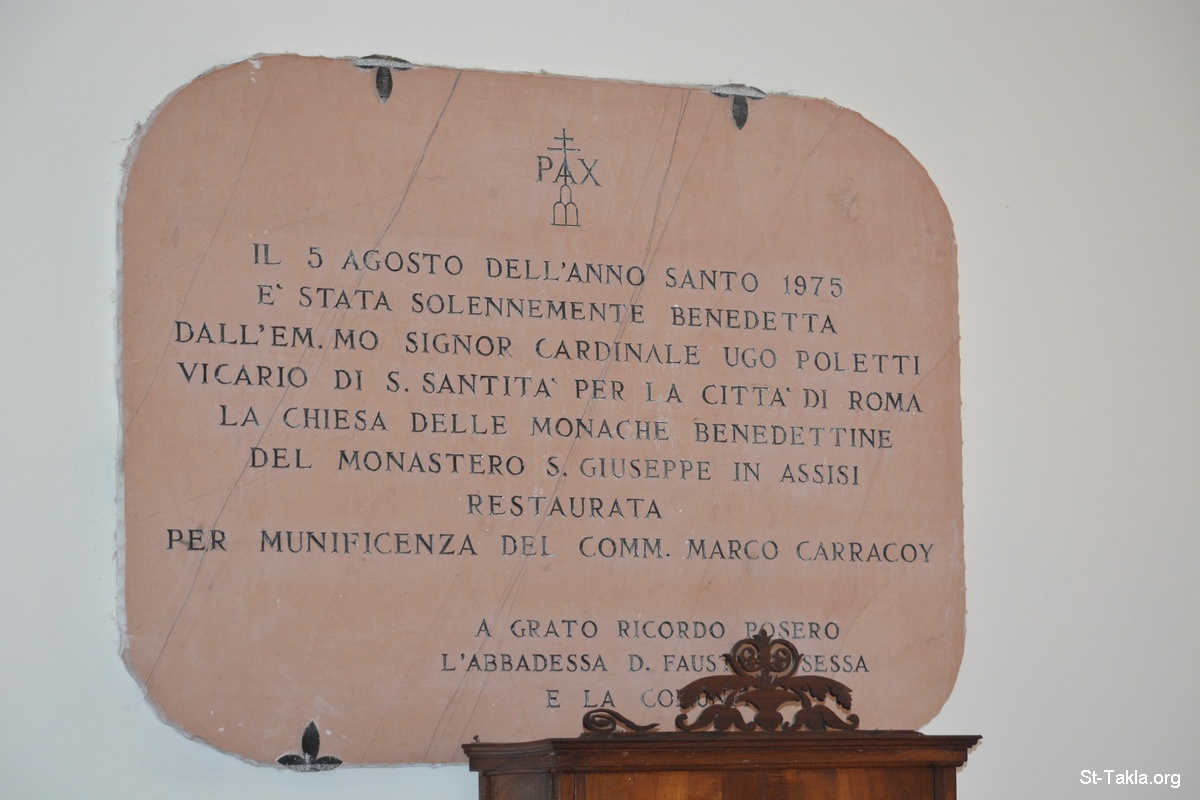 PAX
IL 5 AGOSTO DELL'ANNO SANTO 1975
E' STATA SOLENNEMENTE BENEDETTA
DALL'EM.MO SIGNOR CARDINALE UGO POLETTI
VICARIO DI S. SANTITA' PER LA CITTA' DI ROMA
LA CHIESA DELLE MONACHE BENEDETTINE
DEL MONASTERO S. GIUSEPPE IN ASSISI
RESTAURATA
PER MUNIFICENZA DEL COMM. MARCO CARRACOY
A GRATO RICORDO POSERO
L'ABBADESSA D.
E LA
St-Takla.org